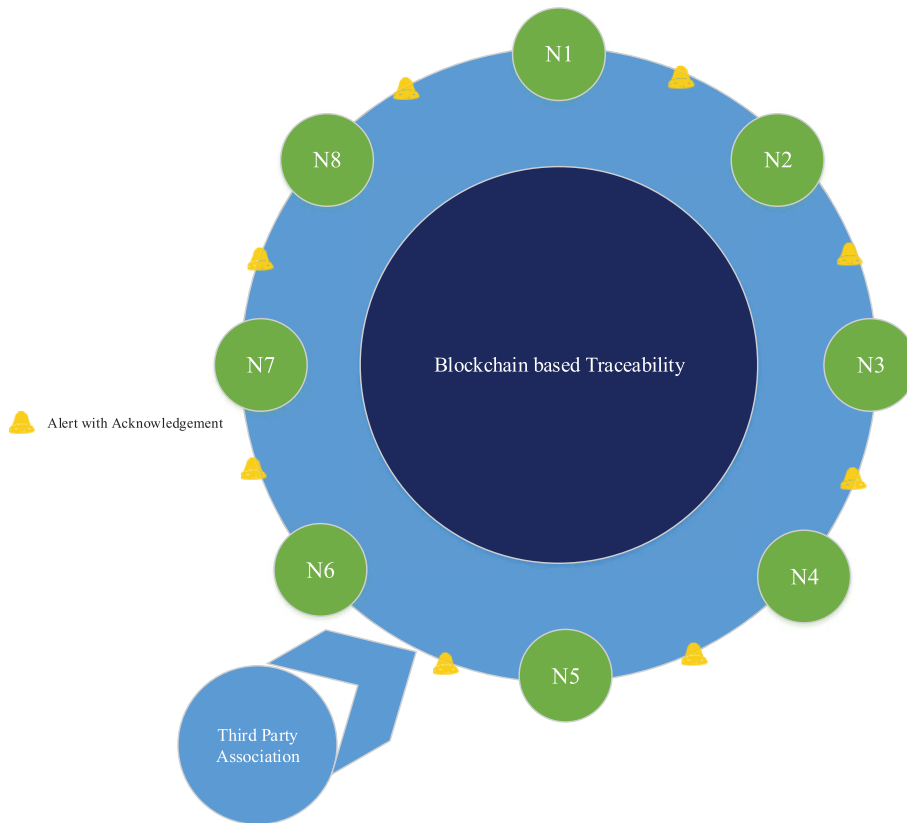 N1
N8
N2
N7
Blockchain based Traceability
N3
Alert with Acknowledgement
N6
N4
N5
Third Party
Association